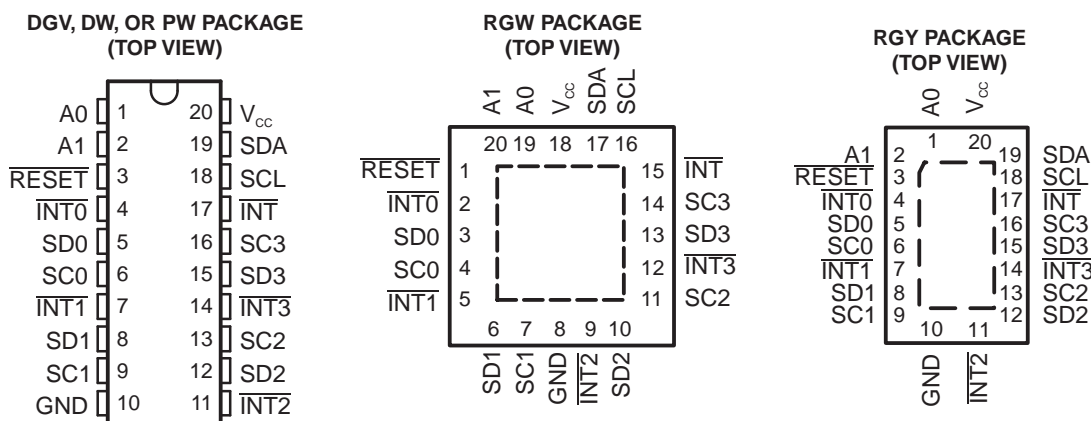 DGV, DW, OR PW PACKAGE
(TOP VIEW)
A0 1 20 VCC
A1 2 19 SDA
RESET 3 18 SCL
INT0 4 17 INT
SD0 5 16 SC3
SC0 6 15 SD3
INT1 7 14 INT3
SD1 8 13 SC2
SC1 9 12 SD2
GND 10 11 INT2
RGW PACKAGE
(TOP VIEW)
A1 A0 VCC SDA SCL
20 19 18 17 16
RESET 1 15 INT
INT0 2 14 SC3
SD0 3 13 SD3
SC0 4 12 INT3
INT1 5 11 SC2
6 7 8 9 10
SD1 SC1 GND INT2 SD2
RGY PACKAGE
(TOP VIEW)
A0 VCC
1 20
A1 2 19 SDA
RESET 3 18 SCL
INT0 4 17 INT
SD0 5 16 SC3
SC0 6 15 SD3
INT1 7 14 INT3
SD1 8 13 SC2
SC1 9 12 SD2
10 11
GND INT2